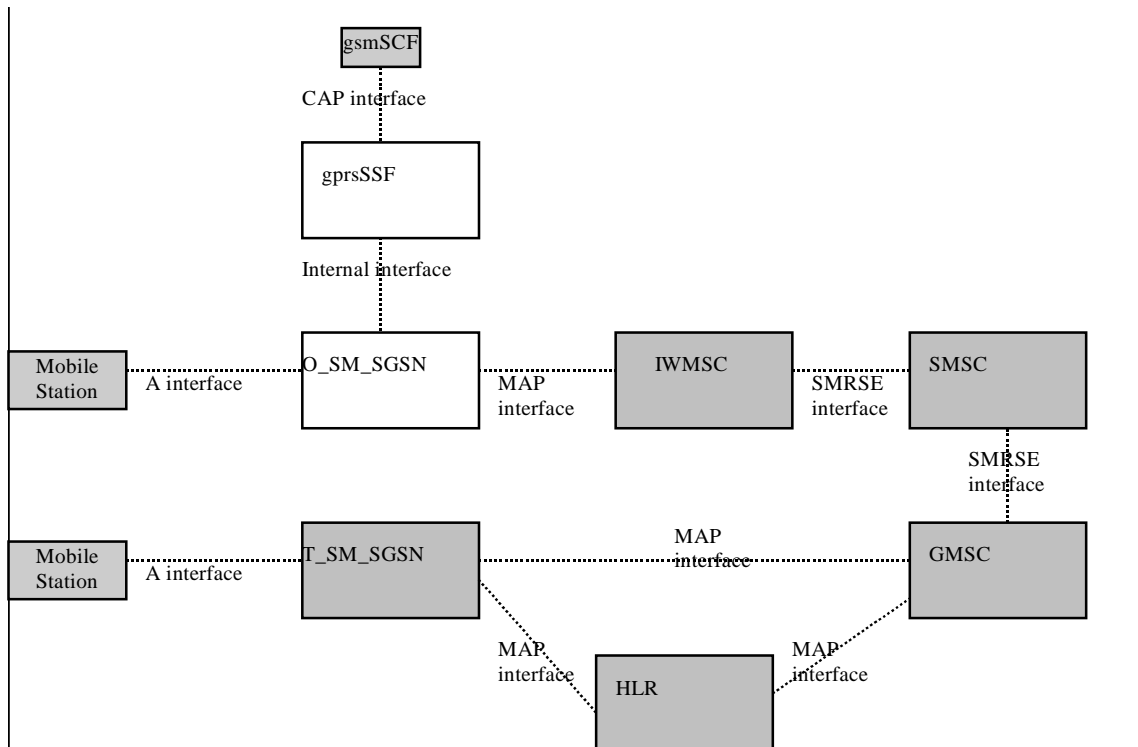 gsmSCF
CAP interface
gprsSSF
Internal interface
Mobile
Station
A interface
O_SM_SGSN
MAP
interface
IWMSC
SMRSE
interface
SMSC
SMRSE
interface
Mobile
Station
A interface
T_SM_SGSN
MAP
interface
GMSC
MAP
interface
HLR
MAP
interface